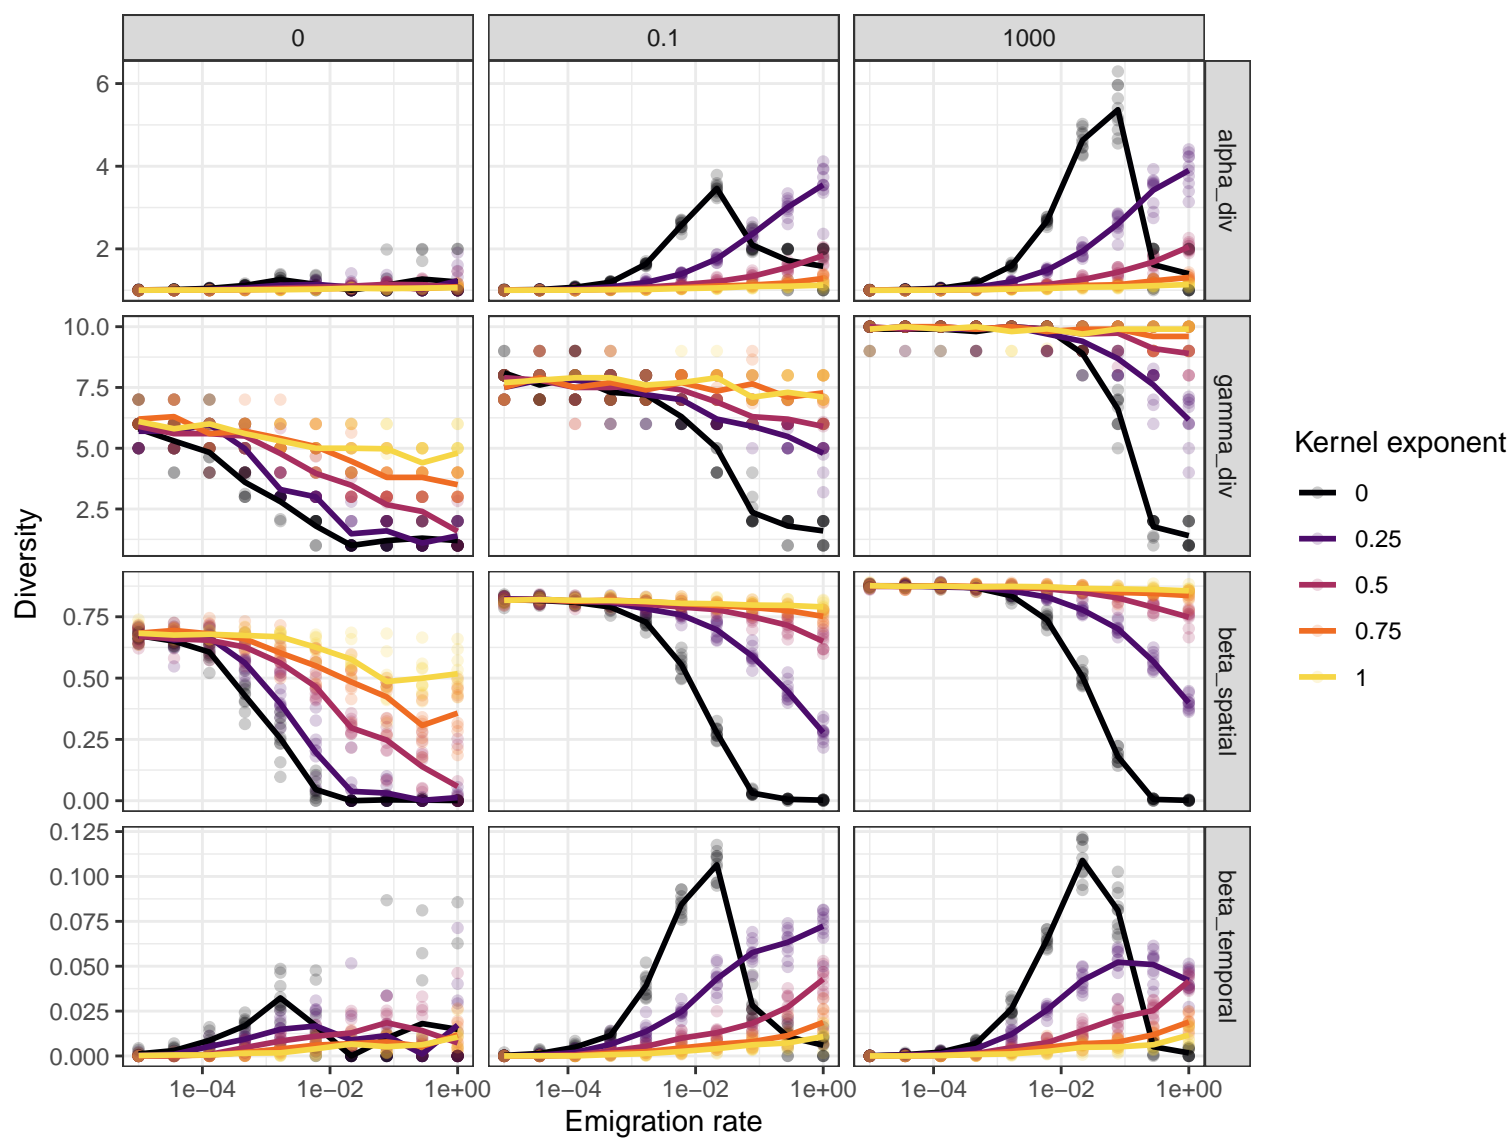 0 0.1 1000
6
4
2
alpha_div
10.0
7.5
5.0
2.5
gamma_div
0.75
0.50
0.25
0.00
beta_spatial
0.125
0.100
0.075
0.050
0.025
0.000
beta_temporal
1e−04 1e−02 1e+00 1e−04 1e−02 1e+00 1e−04 1e−02 1e+00
Emigration rate
Diversity
Kernel exponent
0
0.25
0.5
0.75
1